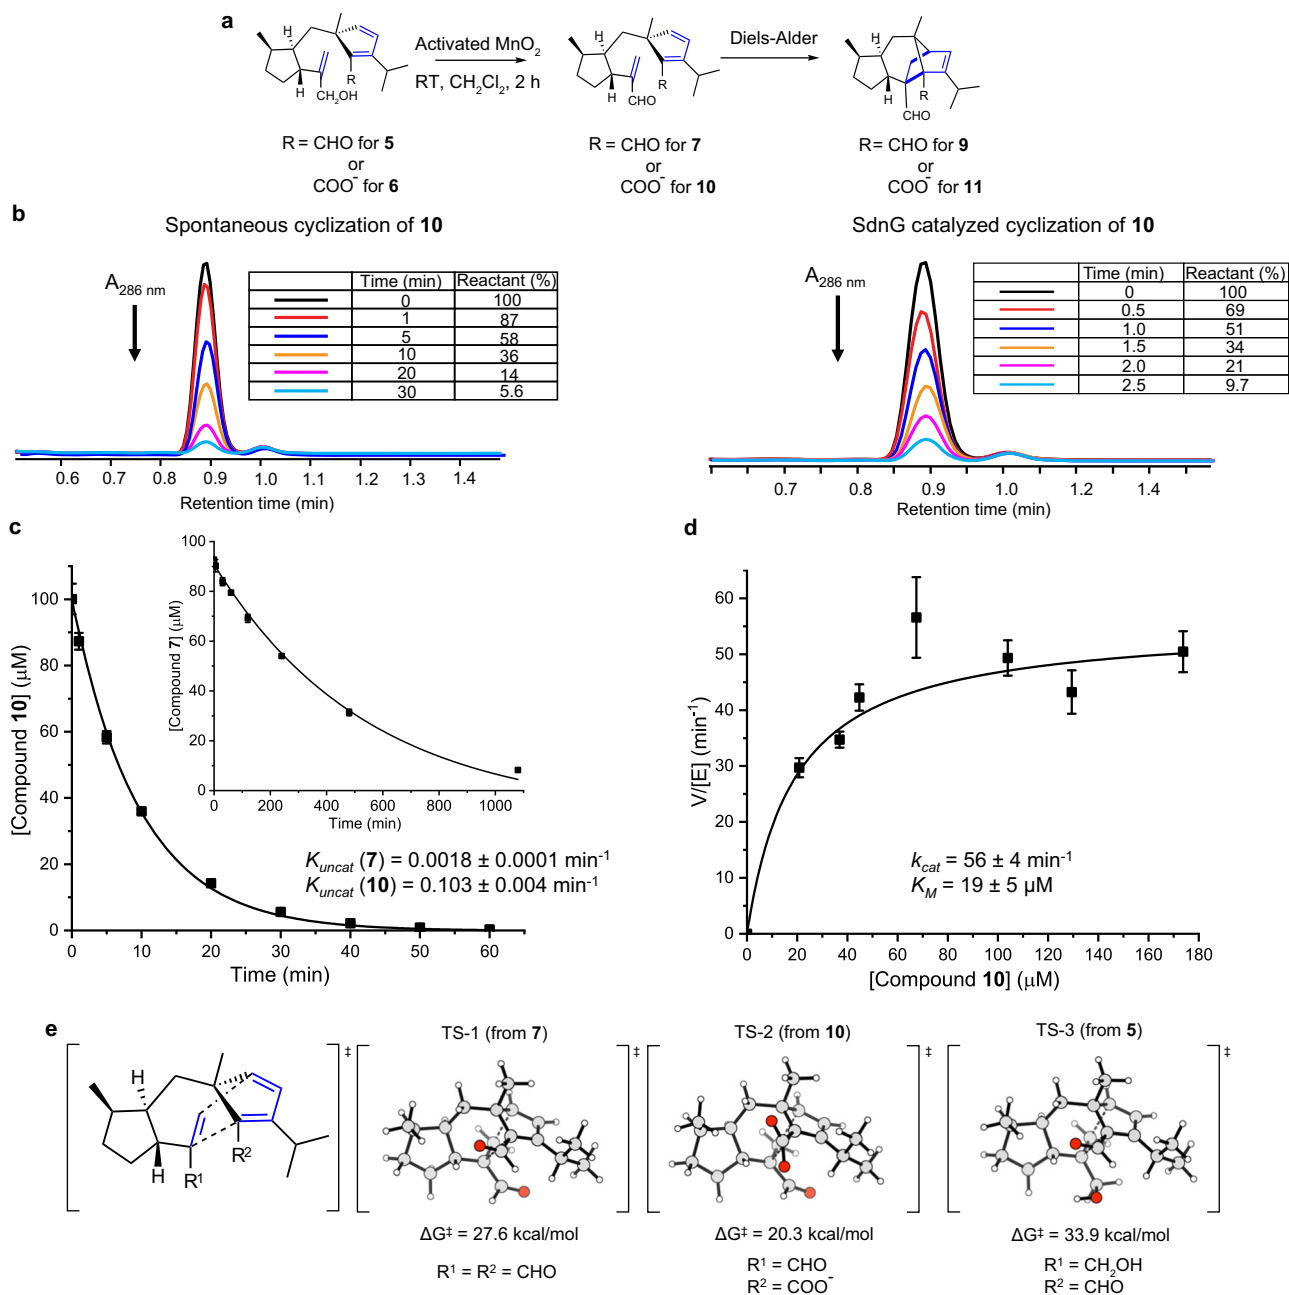 a
H
H
R
CH2OH
Activated MnO2
RT, CH2Cl2, 2 h
H
H
R
CHO
Diels-Alder
H
H
R
CHO
R = CHO for 5
or
COO- for 6
R = CHO for 7
or
COO- for 10
R = CHO for 9
or
COO- for 11
b
Spontaneous cyclization of 10
A286 nm
Time (min) Reactant (%)
0 100
1 87
5 58
10 36
20 14
30 5.6
0.6 0.7 0.8 0.9 1.0 1.1 1.2 1.3 1.4
Retention time (min)
SdnG catalyzed cyclization of 10
A286 nm
Time (min) Reactant (%)
0 100
0.5 69
1.0 51
1.5 34
2.0 21
2.5 9.7
0.7 0.8 0.9 1.0 1.2 1.4
Retention time (min)
c
[Compound 10] (μM)
100
80
60
40
20
0
0 10 20 30 40 50 60
Time (min)
[Compound 7] (μM)
100
80
60
40
20
0
0 200 400 600 800 1000
Time (min)
Kuncat (7) = 0.0018 ± 0.0001 min-1
Kuncat (10) = 0.103 ± 0.004 min-1
d
V/[E] (min-1)
60
50
40
30
20
10
0
0 20 40 60 80 100 120 140 160 180
[Compound 10] (μM)
kcat = 56 ± 4 min-1
KM = 19 ± 5 μM
e
H
H
R1
R2
‡
TS-1 (from 7)
‡
ΔG‡ = 27.6 kcal/mol
R1 = R2 = CHO
TS-2 (from 10)
‡
ΔG‡ = 20.3 kcal/mol
R1 = CHO
R2 = COO-
TS-3 (from 5)
‡
ΔG‡ = 33.9 kcal/mol
R1 = CH2OH
R2 = CHO